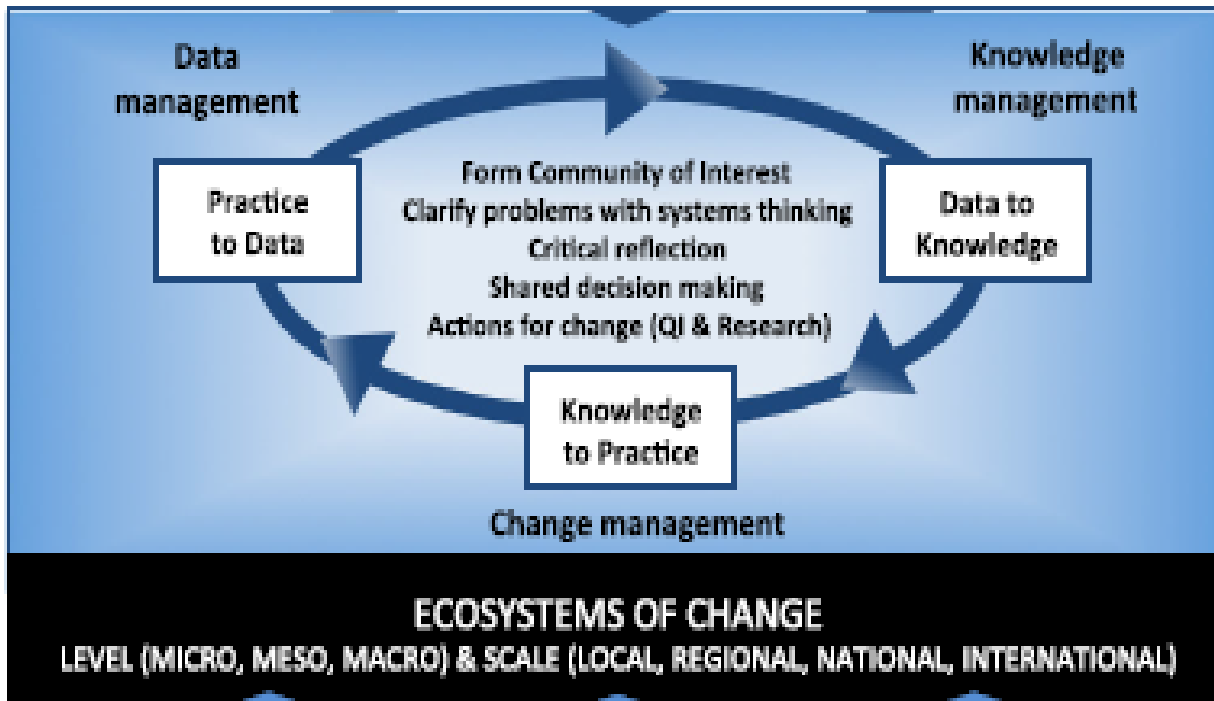 Data
management
Knowledge
management
Practice
to Data
Form Community of Interest
Clarify problems with systems thinking
Critical reflection
Shared decision making
Actions for change (QI & Research)
Data to
Knowledge
Knowledge
to Practice
Change management
ECOSYSTEMS OF CHANGE
LEVEL (MICRO, MESO, MACRO) & SCALE (LOCAL, REGIONAL, NATIONAL, INTERNATIONAL)